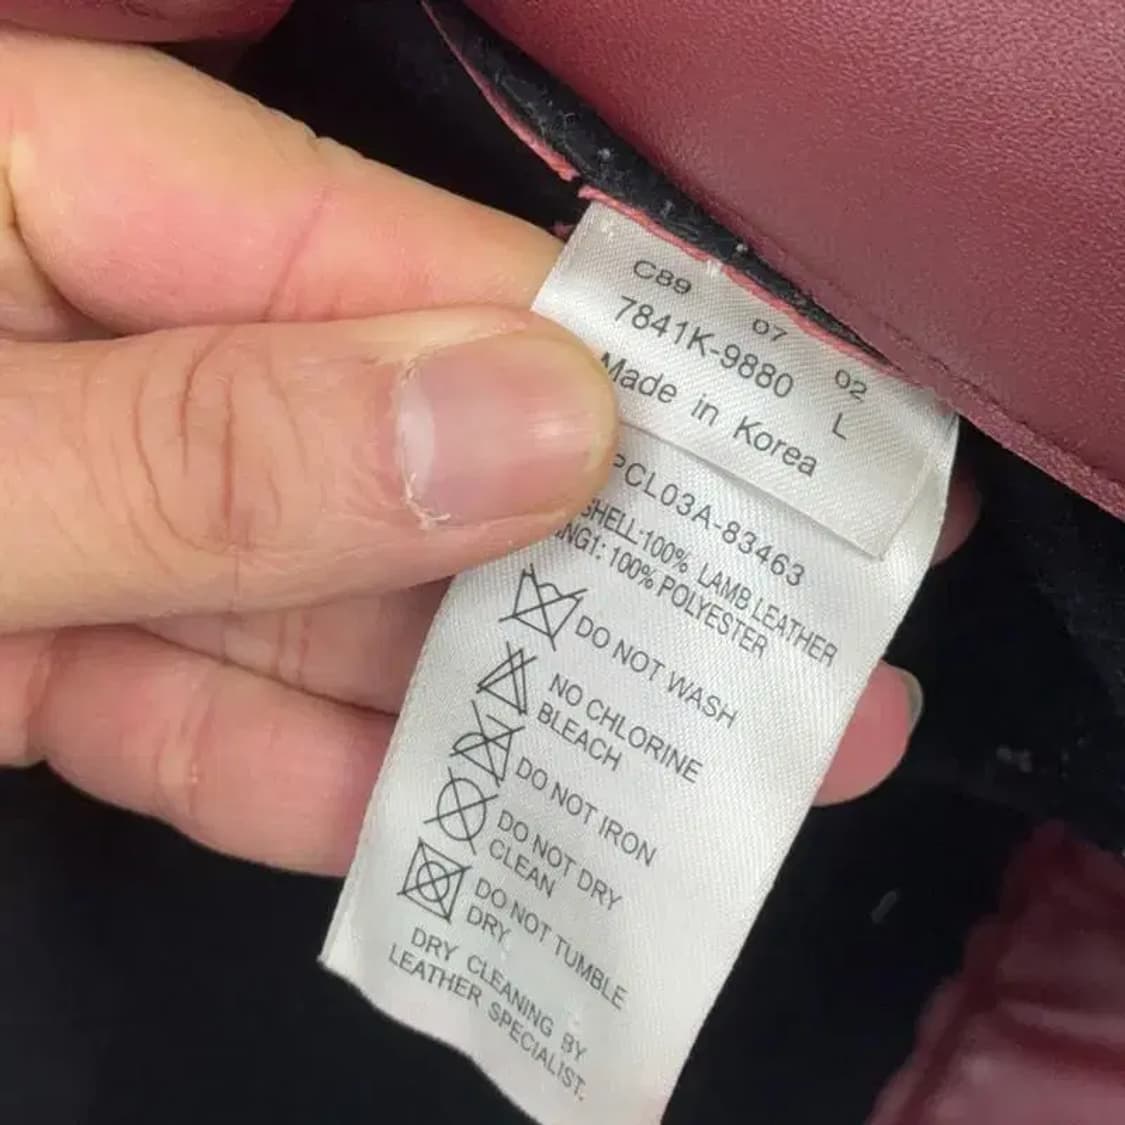 C89 07 02
7841K-9880 L
Made in Korea
PCL03A-83463
SHELL:100% LAMB LEATHER
ING1: 100% POLYESTER
DO NOT WASH
NO CHLORINE
BLEACH
DO NOT IRON
DO NOT DRY
CLEAN
DO NOT TUMBLE
DRY
DRY CLEANING BY
LEATHER SPECIALIST.